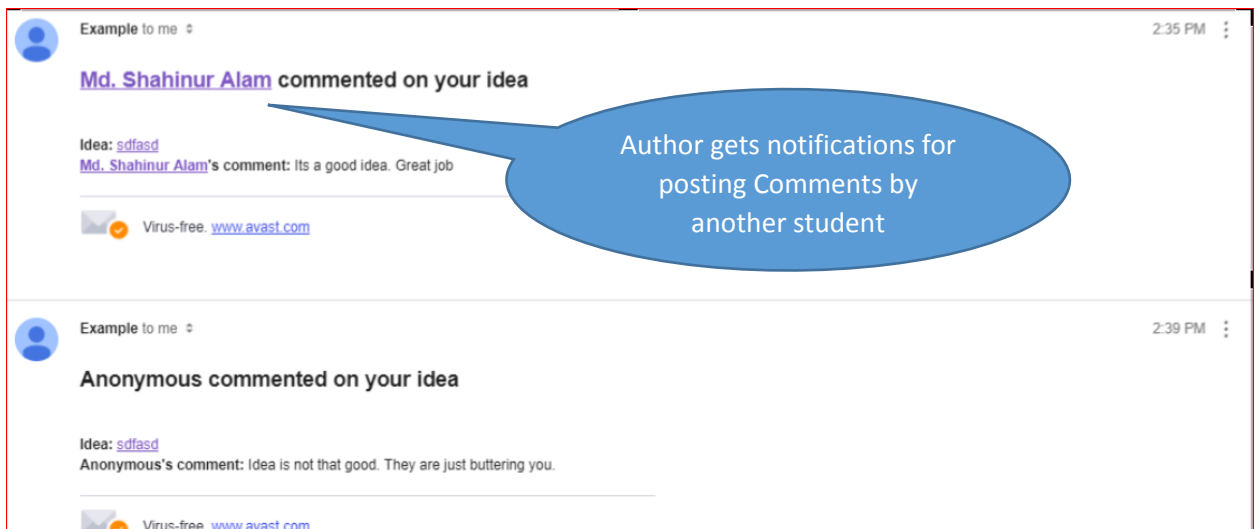 Example to me
2:35 PM
Md. Shahinur Alam commented on your idea
Idea: sdfasd
Md. Shahinur Alam's comment: Its a good idea. Great job
Virus-free. www.avast.com
Author gets notifications for
posting Comments by
another student
Example to me
2:39 PM
Anonymous commented on your idea
Idea: sdfasd
Anonymous's comment: Idea is not that good. They are just buttering you.
Virus-free. www.avast.com